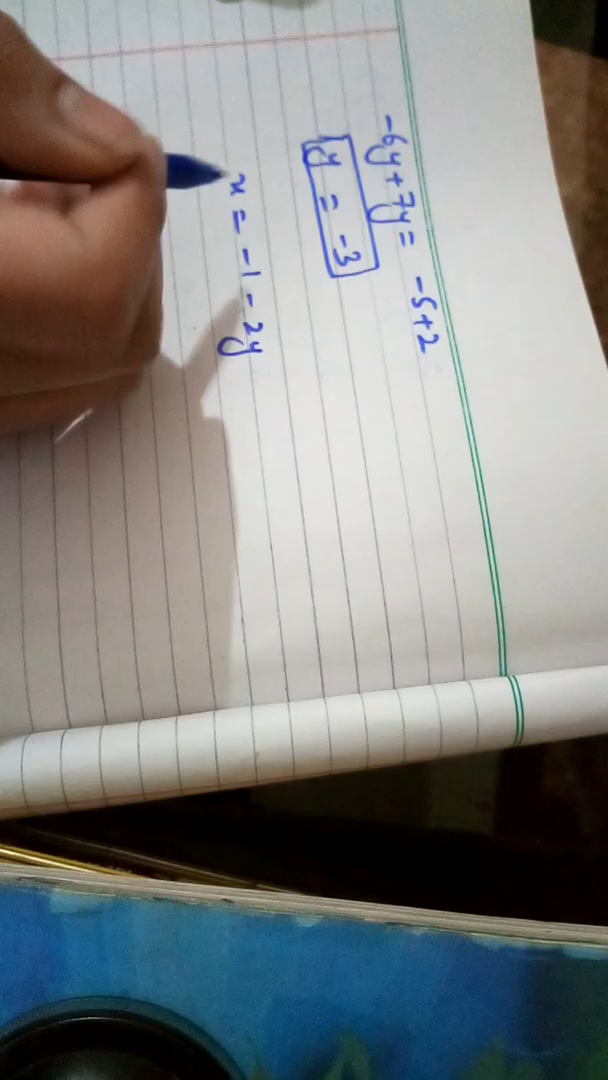 -6y + 7y = -5+2
y = -3
x = -1 - 2y